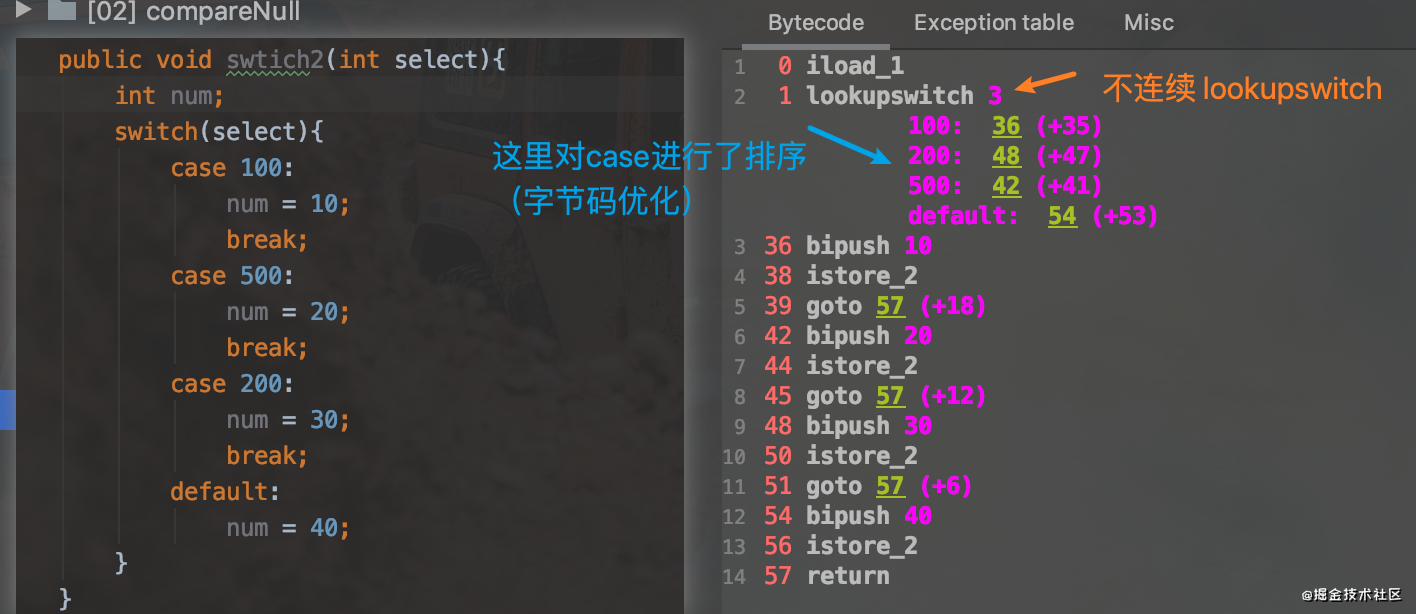 [02] compareNull
public void swtich2(int select){
int num;
switch(select){
case 100:
num = 10;
break;
case 500:
num = 20;
break;
case 200:
num = 30;
break;
default:
num = 40;
}
}
这里对case进行了排序
（字节码优化）
Bytecode Exception table Misc
1 0 iload_1
2 1 lookupswitch 3
不连续 lookupswitch
100: 36 (+35)
200: 48 (+47)
500: 42 (+41)
default: 54 (+53)
3 36 bipush 10
4 38 istore_2
5 39 goto 57 (+18)
6 42 bipush 20
7 44 istore_2
8 45 goto 57 (+12)
9 48 bipush 30
10 50 istore_2
11 51 goto 57 (+6)
12 54 bipush 40
13 56 istore_2
14 57 return
@掘金技术社区